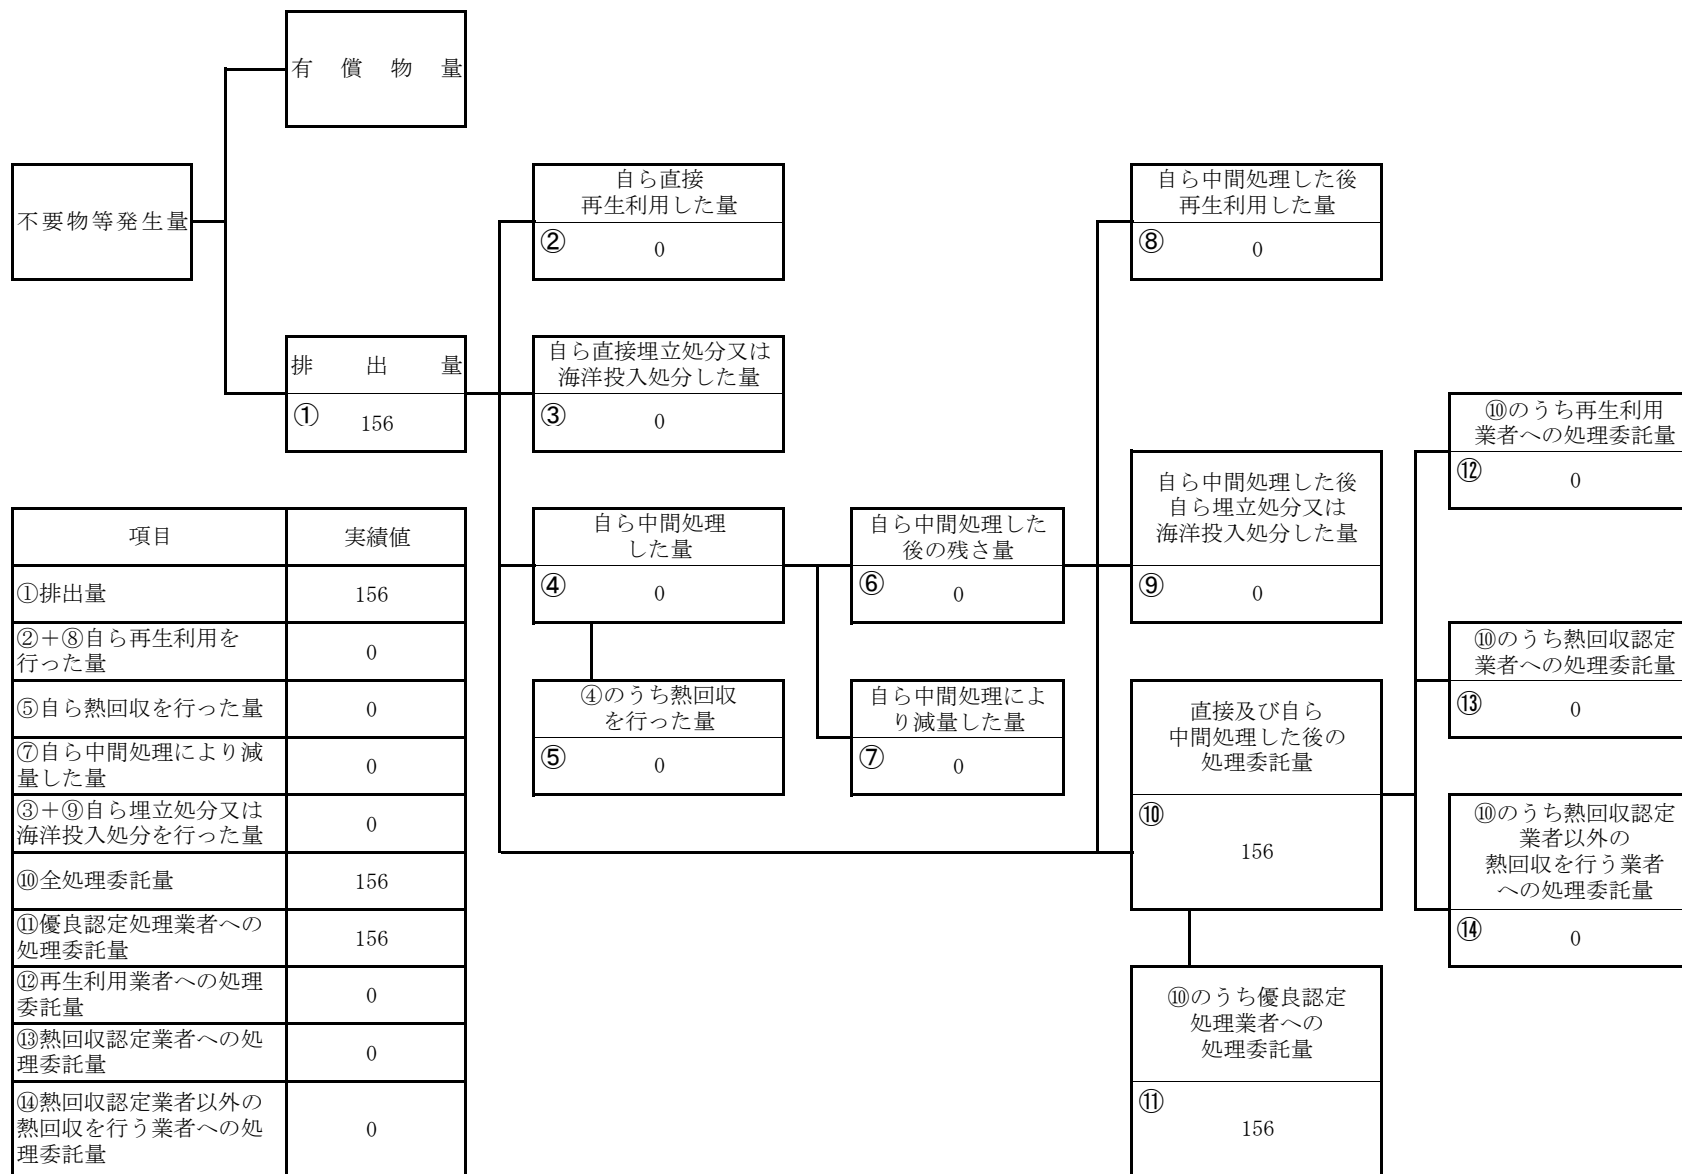 有償物量
不要物等発生量
排出量
①
156
自ら直接
再生利用した量
②
0
自ら直接埋立処分又は
海洋投入処分した量
③
0
自ら中間処理
した量
④
0
④のうち熱回収
を行った量
⑤
0
自ら中間処理した
後の残さ量
⑥
0
自ら中間処理によ
り減量した量
⑦
0
自ら中間処理した後
再生利用した量
⑧
0
自ら中間処理した後
自ら埋立処分又は
海洋投入処分した量
⑨
0
直接及び自ら
中間処理した後の
処理委託量
⑩
156
⑩のうち優良認定
処理業者への
処理委託量
⑪
156
⑩のうち再生利用
業者への処理委託量
⑫
0
⑩のうち熱回収認定
業者への処理委託量
⑬
0
⑩のうち熱回収認定
業者以外の
熱回収を行う業者
への処理委託量
⑭
0
項目
実績値
①排出量
156
②+⑧自ら再生利用を
行った量
0
⑤自ら熱回収を行った量
0
⑦自ら中間処理により減
量した量
0
③+⑨自ら埋立処分又は
海洋投入処分を行った量
0
⑩全処理委託量
156
⑪優良認定処理業者への
処理委託量
156
⑫再生利用業者への処理
委託量
0
⑬熱回収認定業者への処
理委託量
0
⑭熱回収認定業者以外の
熱回収を行う業者への処
理委託量
0